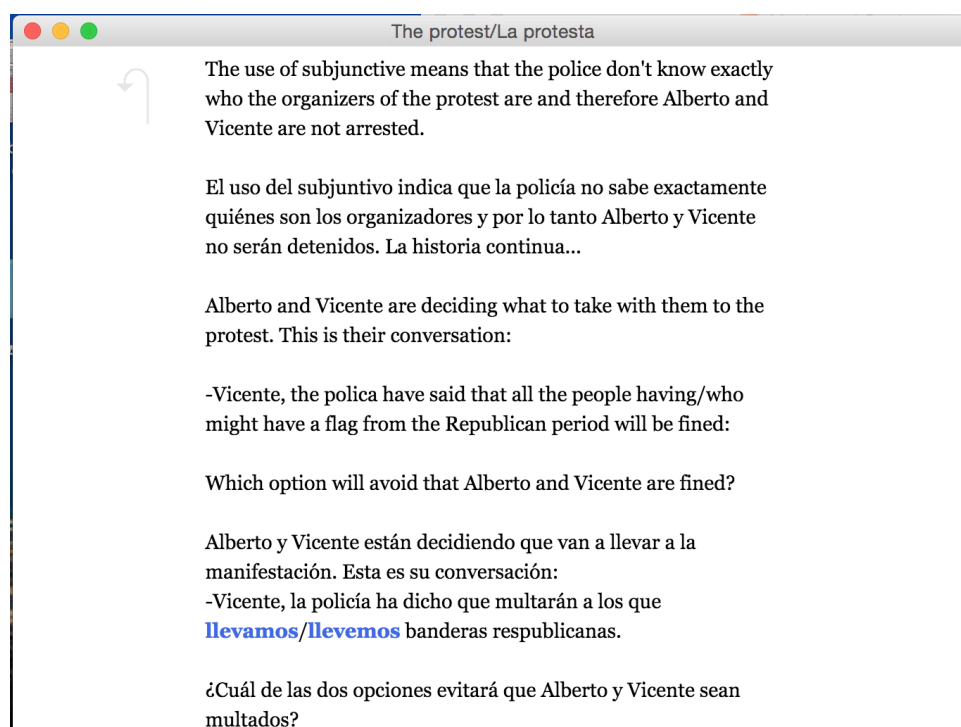 The protest/La protesta
The use of subjunctive means that the police don't know exactly
who the organizers of the protest are and therefore Alberto and
Vicente are not arrested.
El uso del subjuntivo indica que la policía no sabe exactamente
quiénes son los organizadores y por lo tanto Alberto y Vicente
no serán detenidos. La historia continua...
Alberto and Vicente are deciding what to take with them to the
protest. This is their conversation:
-Vicente, the polica have said that all the people having/who
might have a flag from the Republican period will be fined:
Which option will avoid that Alberto and Vicente are fined?
Alberto y Vicente están decidiendo que van a llevar a la
manifestación. Esta es su conversación:
-Vicente, la policía ha dicho que multarán a los que
llevamos/llevemos banderas respublicanas.
¿Cuál de las dos opciones evitará que Alberto y Vicente sean
multados?